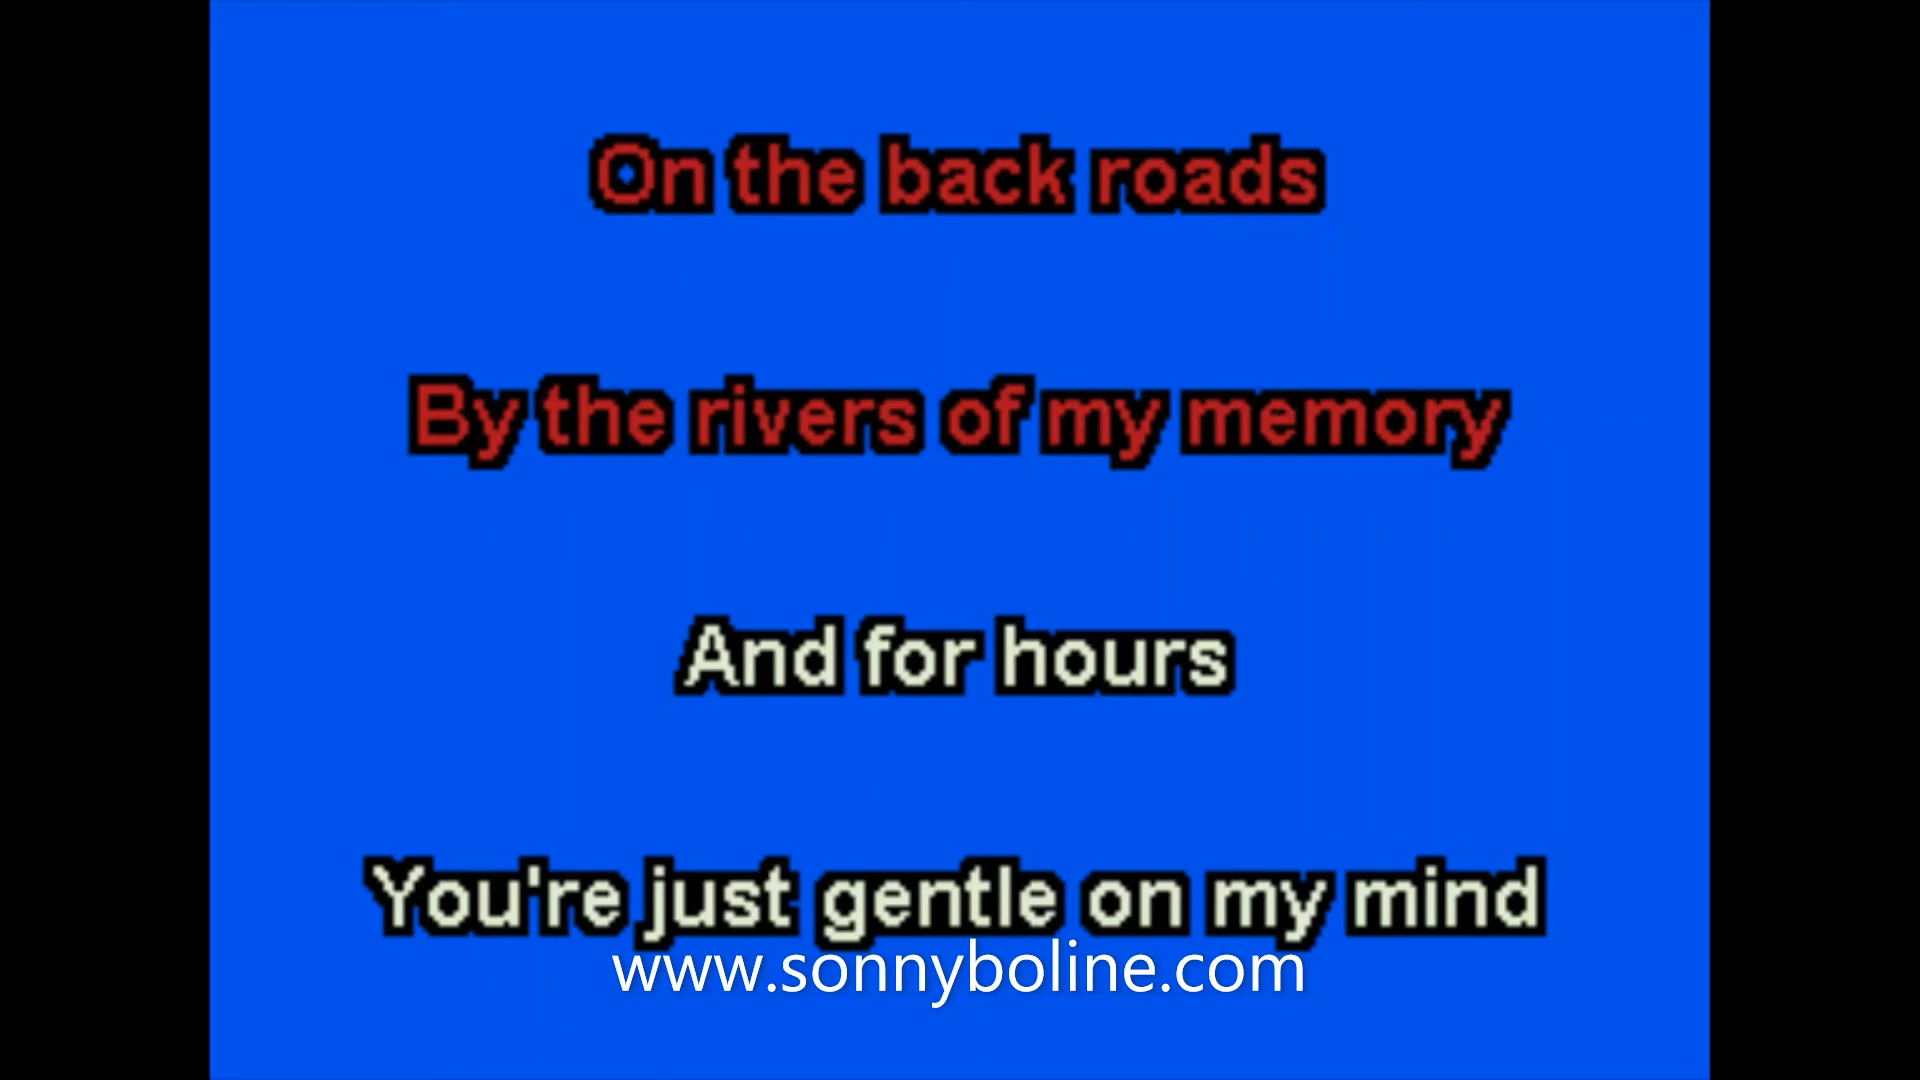 On the back roads
By the rivers of my memory
And for hours
You're just gentle on my mind
www.sonnyboline.com